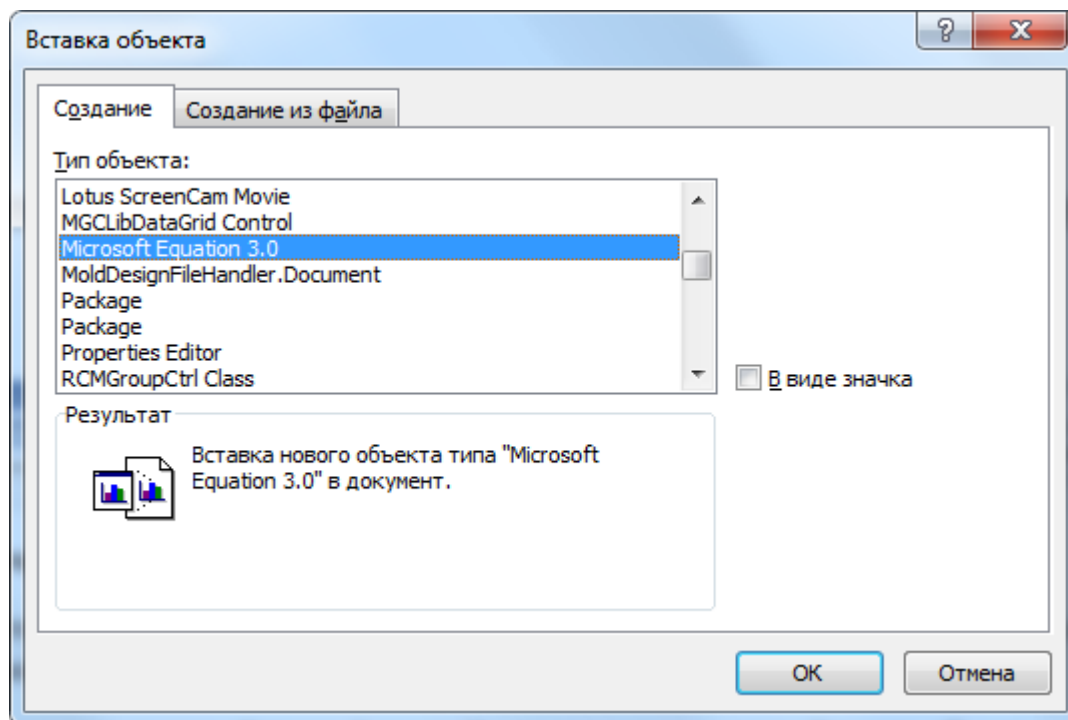 Вставка объекта
Создание
Создание из файла
Тип объекта:
Lotus ScreenCam Movie
MGCLibDataGrid Control
Microsoft Equation 3.0
MoldDesignFileHandler.Document
Package
Package
Properties Editor
RCMGroupCtrl Class
В виде значка
Результат
Вставка нового объекта типа "Microsoft
Equation 3.0" в документ.
ОК
Отмена